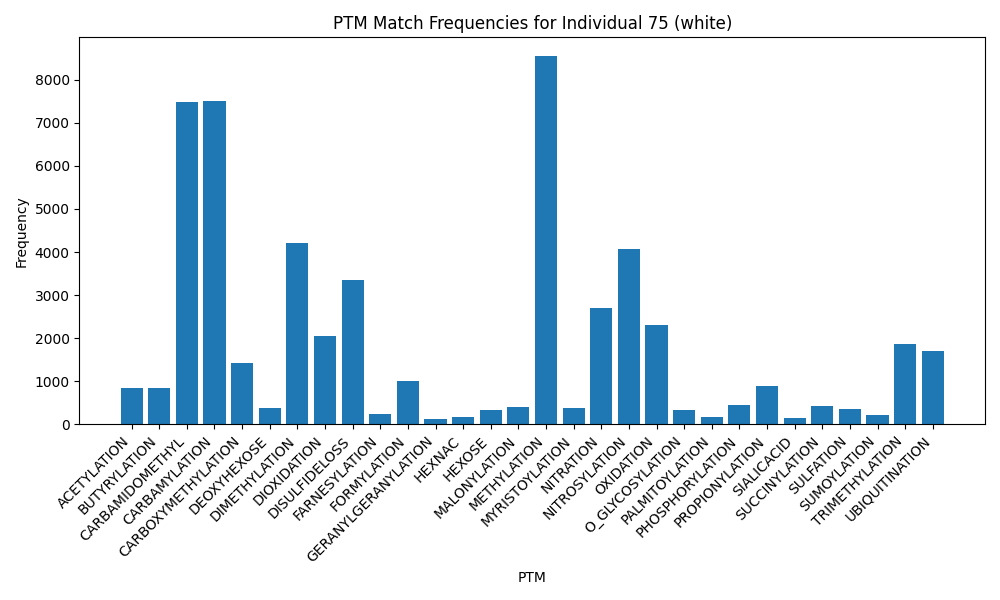 PTM Match Frequencies for Individual 75 (white)
Frequency
8000
7000
6000
5000
4000
3000
2000
1000
0
ACETYLATION
BUTYRYLATION
CARBAMIDOMETHYL
CARBAMYLATION
CARBOXYMETHYLATION
DEOXYHEXOSE
DIMETHYLATION
DIOXIDATION
DISULFIDELOSS
FARNESYLATION
FORMYLATION
GERANYLGERANYLATION
HEXNAC
HEXOSE
MALONYLATION
METHYLATION
MYRISTOYLATION
NITRATION
NITROSYLATION
OXIDATION
O_GLYCOSYLATION
PALMITOYLATION
PHOSPHORYLATION
PROPIONYLATION
SIALICACID
SUCCINYLATION
SULFATION
SUMOYLATION
TRIMETHYLATION
UBIQUITINATION
PTM